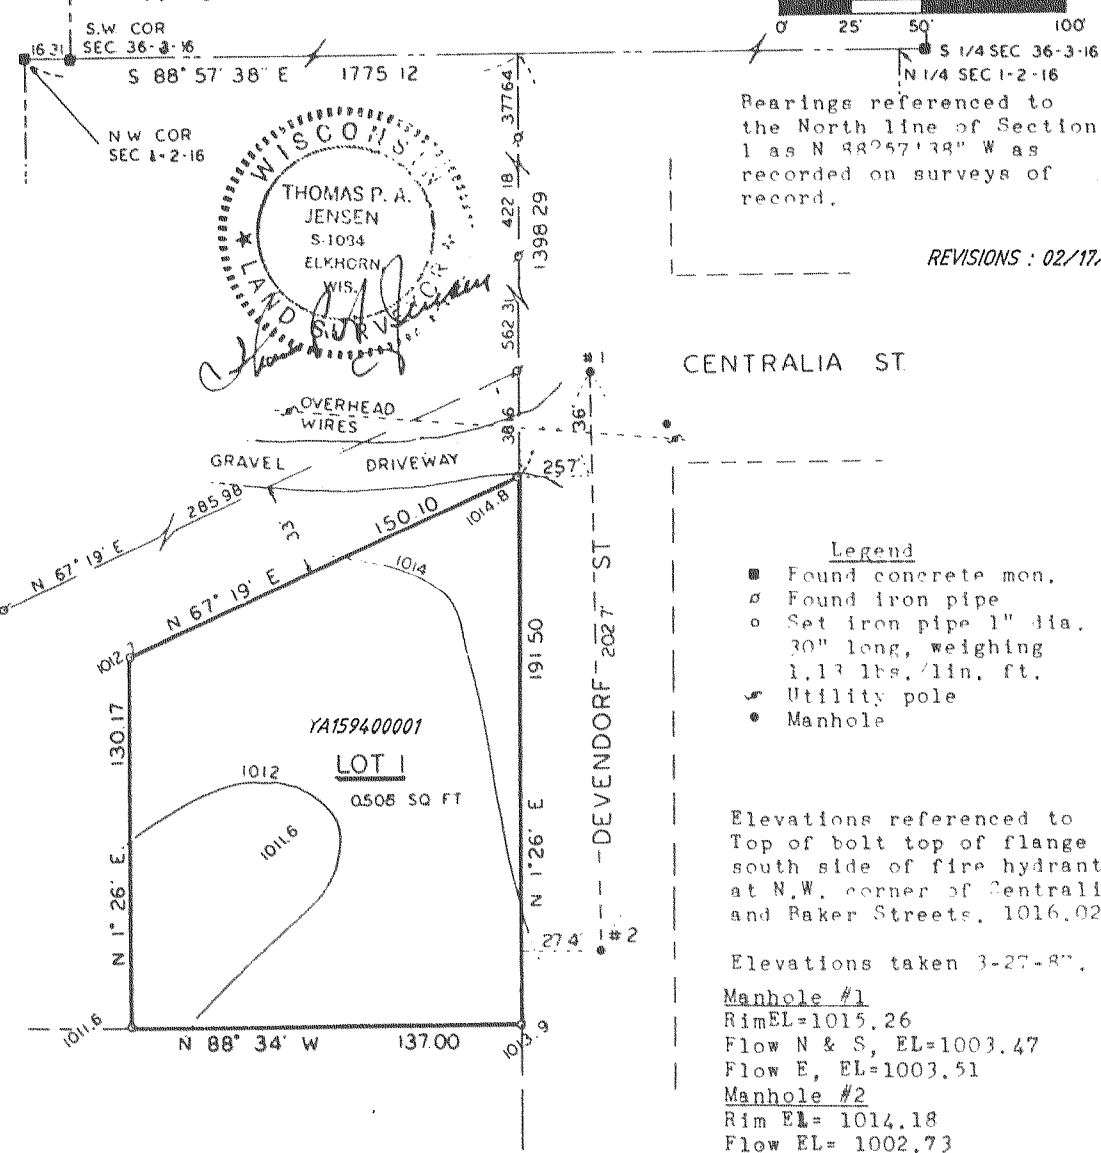 0' 25' 50' 100'
S.W COR
SEC 36-3-16
16.31
S 88° 57' 38" E 1775 12
S 1/4 SEC 36-3-16
N 1/4 SEC 1-2-16
N W COR
SEC 1-2-16
Bearings referenced to
the North line of Section
1 as N 88°57'38" W as
recorded on surveys of
record.
REVISIONS : 02/17/
WISCONSIN
THOMAS P. A.
JENSEN
S-1034
ELKHORN,
WIS.
LAND SURVEYOR
377.64
422 18
1398 29
562.31
38.16
CENTRALIA ST.
#1
36'
OVERHEAD
WIRES
GRAVEL DRIVEWAY
25.7'
N 67° 19' E 285.98
33'
N 67° 19' E 150.10
1014.8
1014
1012
130.17
N 1° 26' E.
191.50
N 1° 26' E
DEVENDORF ST
202.7
YA159400001
LOT 1
0.508 SQ FT
1012
1011.6
27.4'
#2
1011.6
N 88° 34' W 137.00
1013.9
Legend
Found concrete mon.
Found iron pipe
Set iron pipe 1" dia.
30" long, weighing
1.13 lbs./lin. ft.
Utility pole
Manhole
Elevations referenced to
Top of bolt top of flange
south side of fire hydrant
at N.W. corner of Centrali
and Baker Streets. 1016.02
Elevations taken 3-27-8
Manhole #1
RimEL=1015.26
Flow N & S, EL=1003.47
Flow E, EL=1003.51
Manhole #2
Rim EL= 1014.18
Flow EL= 1002.73